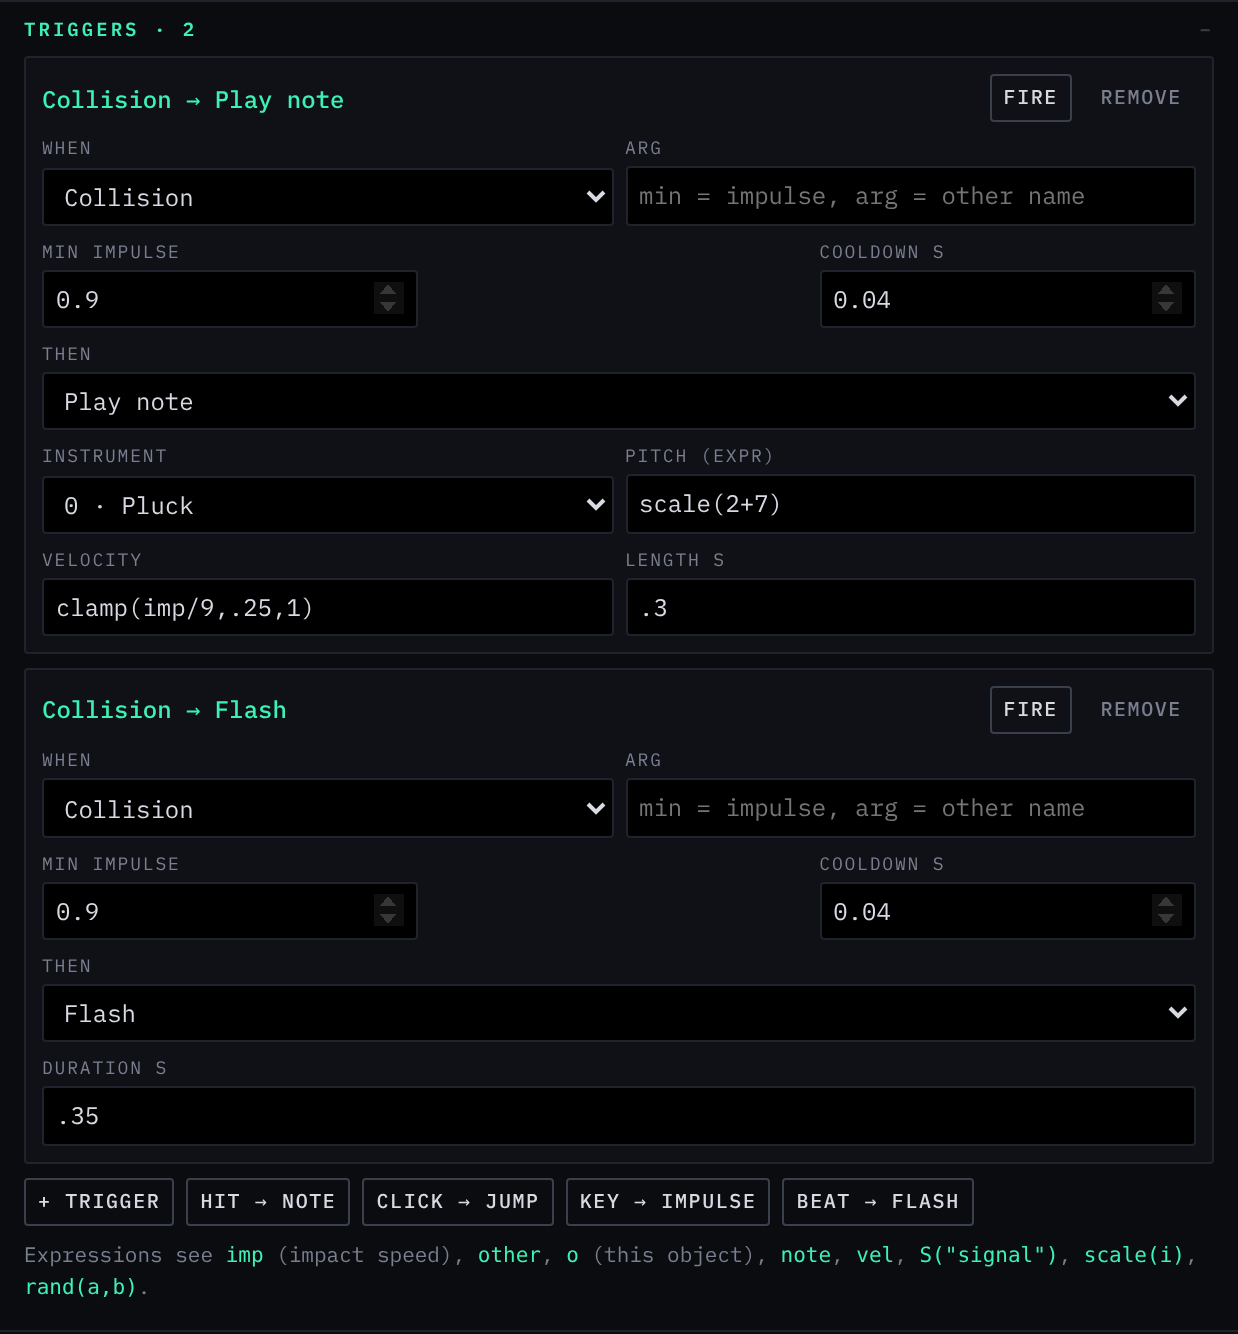 TRIGGERS · 2 –
Collision → Play note FIRE REMOVE
WHEN ARG
Collision min = impulse, arg = other name
MIN IMPULSE COOLDOWN S
0.9 0.04
THEN
Play note
INSTRUMENT PITCH (EXPR)
0 · Pluck scale(2+7)
VELOCITY LENGTH S
clamp(imp/9,.25,1) .3
Collision → Flash FIRE REMOVE
WHEN ARG
Collision min = impulse, arg = other name
MIN IMPULSE COOLDOWN S
0.9 0.04
THEN
Flash
DURATION S
.35
+ TRIGGER HIT → NOTE CLICK → JUMP KEY → IMPULSE BEAT → FLASH
Expressions see imp (impact speed), other, o (this object), note, vel, S("signal"), scale(i),
rand(a,b).